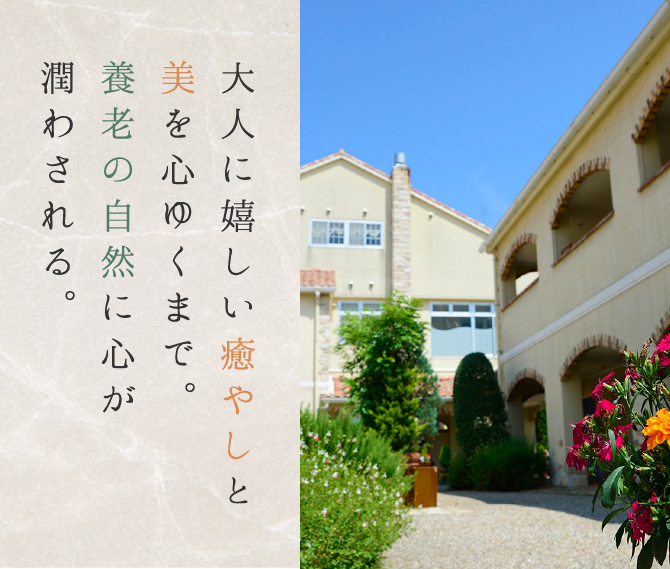 大人に嬉しい癒やしと
美を心ゆくまで。
養老の自然に心が
潤わされる。